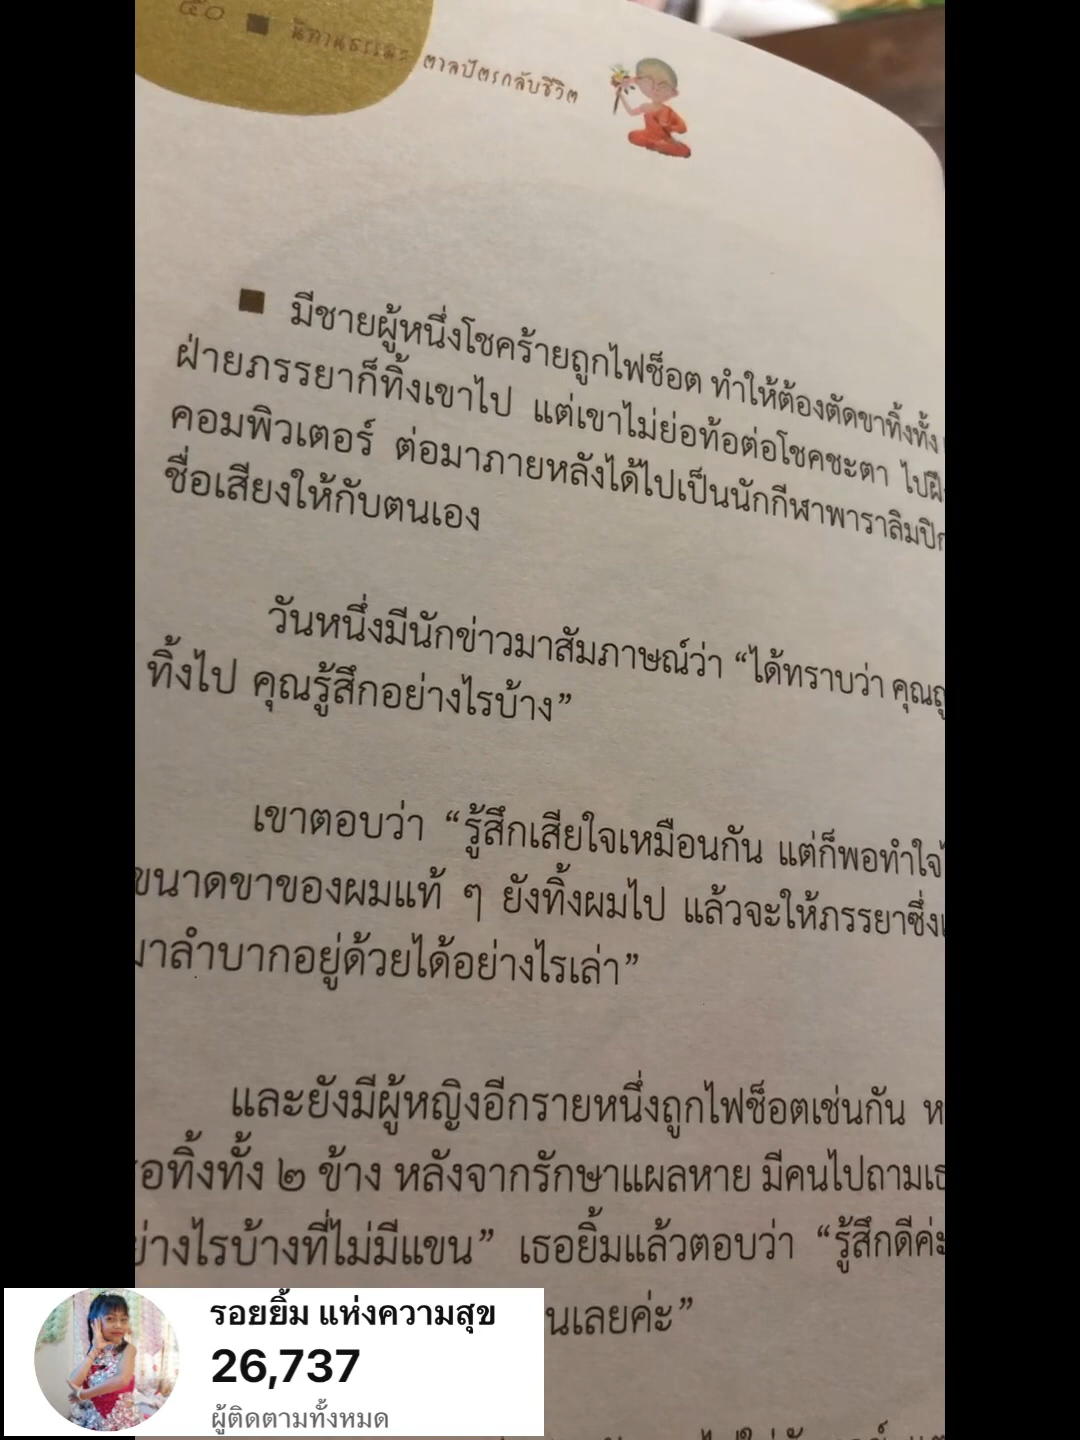 ๕๐ ■ นิทานธรรมะ ตาลปัตรกลับชีวิต
■ มีชายผู้หนึ่งโชคร้ายถูกไฟช็อต ทำให้ต้องตัดขาทิ้งทั้ง
ฝ่ายภรรยาก็ทิ้งเขาไป แต่เขาไม่ย่อท้อต่อโชคชะตา ไปฝึ
คอมพิวเตอร์ ต่อมาภายหลังได้ไปเป็นนักกีฬาพาราลิมปิก
ชื่อเสียงให้กับตนเอง
วันหนึ่งมีนักข่าวมาสัมภาษณ์ว่า “ได้ทราบว่า คุณถู
ทิ้งไป คุณรู้สึกอย่างไรบ้าง”
เขาตอบว่า “รู้สึกเสียใจเหมือนกัน แต่ก็พอทำใจ
ขนาดขาของผมแท้ ๆ ยังทิ้งผมไป แล้วจะให้ภรรยาซึ่ง
มาลำบากอยู่ด้วยได้อย่างไรเล่า”
และยังมีผู้หญิงอีกรายหนึ่งถูกไฟช็อตเช่นกัน ห
อทิ้งทั้ง ๒ ข้าง หลังจากรักษาแผลหาย มีคนไปถามเธ
ย่างไรบ้างที่ไม่มีแขน” เธอยิ้มแล้วตอบว่า “รู้สึกดีค่ะ
นเลยค่ะ”
รอยยิ้ม แห่งความสุข
26,737
ผู้ติดตามทั้งหมด